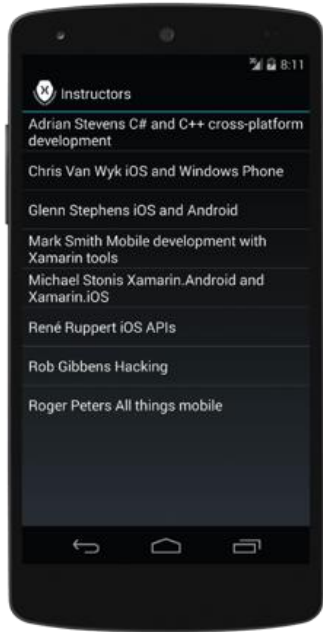 8:11
X Instructors
Adrian Stevens C# and C++ cross-platform
development
Chris Van Wyk iOS and Windows Phone
Glenn Stephens iOS and Android
Mark Smith Mobile development with
Xamarin tools
Michael Stonis Xamarin.Android and
Xamarin.iOS
René Ruppert iOS APIs
Rob Gibbens Hacking
Roger Peters All things mobile